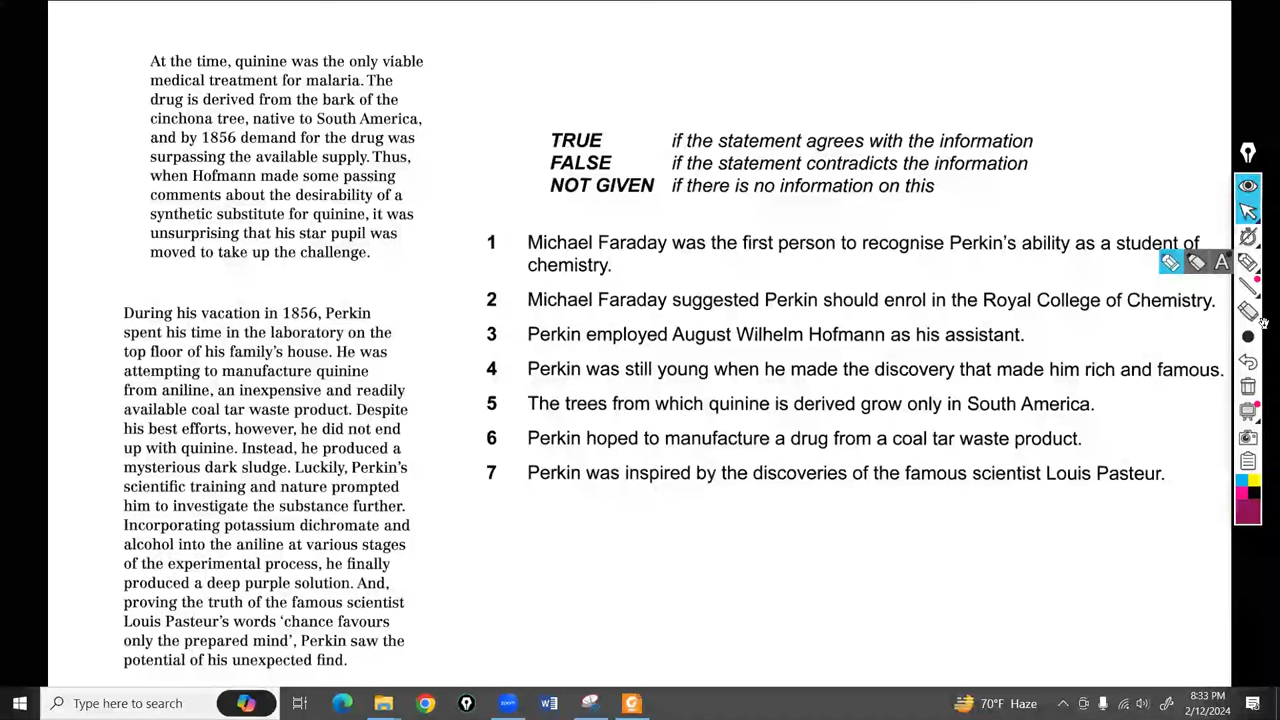 At the time, quinine was the only viable
medical treatment for malaria. The
drug is derived from the bark of the
cinchona tree, native to South America,
and by 1856 demand for the drug was
surpassing the available supply. Thus,
when Hofmann made some passing
comments about the desirability of a
synthetic substitute for quinine, it was
unsurprising that his star pupil was
moved to take up the challenge.
During his vacation in 1856, Perkin
spent his time in the laboratory on the
top floor of his family's house. He was
attempting to manufacture quinine
from aniline, an inexpensive and readily
available coal tar waste product. Despite
his best efforts, however, he did not end
up with quinine. Instead, he produced a
mysterious dark sludge. Luckily, Perkin's
scientific training and nature prompted
him to investigate the substance further.
Incorporating potassium dichromate and
alcohol into the aniline at various stages
of the experimental process, he finally
produced a deep purple solution. And,
proving the truth of the famous scientist
Louis Pasteur's words 'chance favours
only the prepared mind', Perkin saw the
potential of his unexpected find.
TRUE if the statement agrees with the information
FALSE if the statement contradicts the information
NOT GIVEN if there is no information on this
1 Michael Faraday was the first person to recognise Perkin's ability as a student of
chemistry.
2 Michael Faraday suggested Perkin should enrol in the Royal College of Chemistry.
3 Perkin employed August Wilhelm Hofmann as his assistant.
4 Perkin was still young when he made the discovery that made him rich and famous.
5 The trees from which quinine is derived grow only in South America.
6 Perkin hoped to manufacture a drug from a coal tar waste product.
7 Perkin was inspired by the discoveries of the famous scientist Louis Pasteur.
A
Type here to search
zoom
W
70°F Haze
8:33 PM
2/12/2024